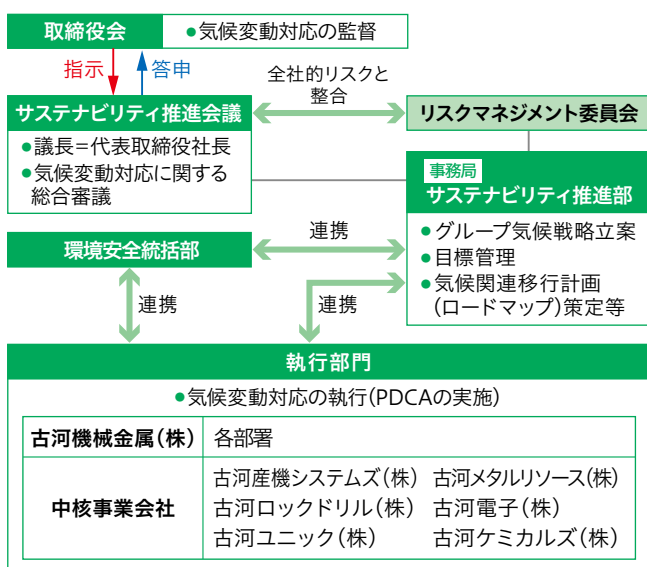 取締役会
●気候変動対応の監督
指示
答申
全社的リスクと
整合
サステナビリティ推進会議
リスクマネジメント委員会
●議長=代表取締役社長
●気候変動対応に関する
総合審議
事務局
サステナビリティ推進部
●グループ気候戦略立案
●目標管理
●気候関連移行計画
(ロードマップ)策定等
環境安全統括部
連携
連携
連携
執行部門
●気候変動対応の執行(PDCAの実施)
古河機械金属(株) 各部署
中核事業会社
古河産機システムズ(株) 古河メタルリソース(株)
古河ロックドリル(株) 古河電子(株)
古河ユニック(株) 古河ケミカルズ(株)